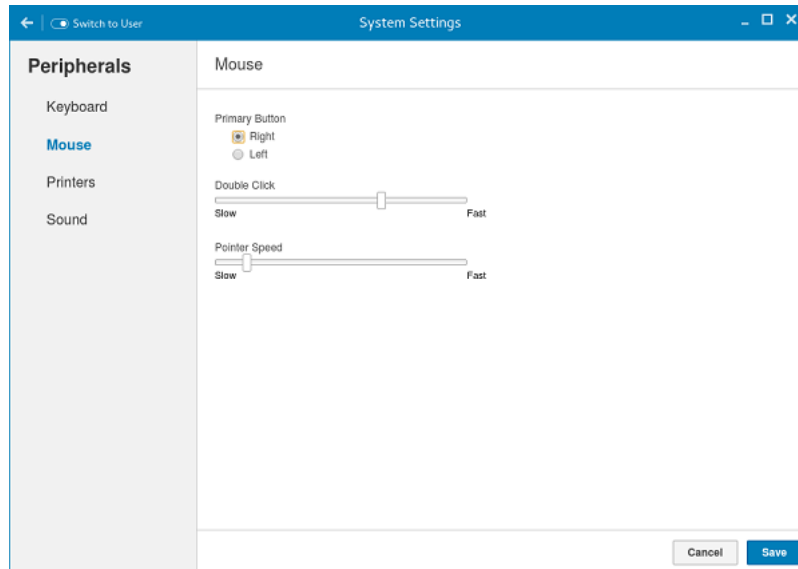 Switch to User
System Settings
Peripherals
Keyboard
Mouse
Printers
Sound
Mouse
Primary Button
Right
Left
Double Click
Slow Fast
Pointer Speed
Slow Fast
Cancel Save